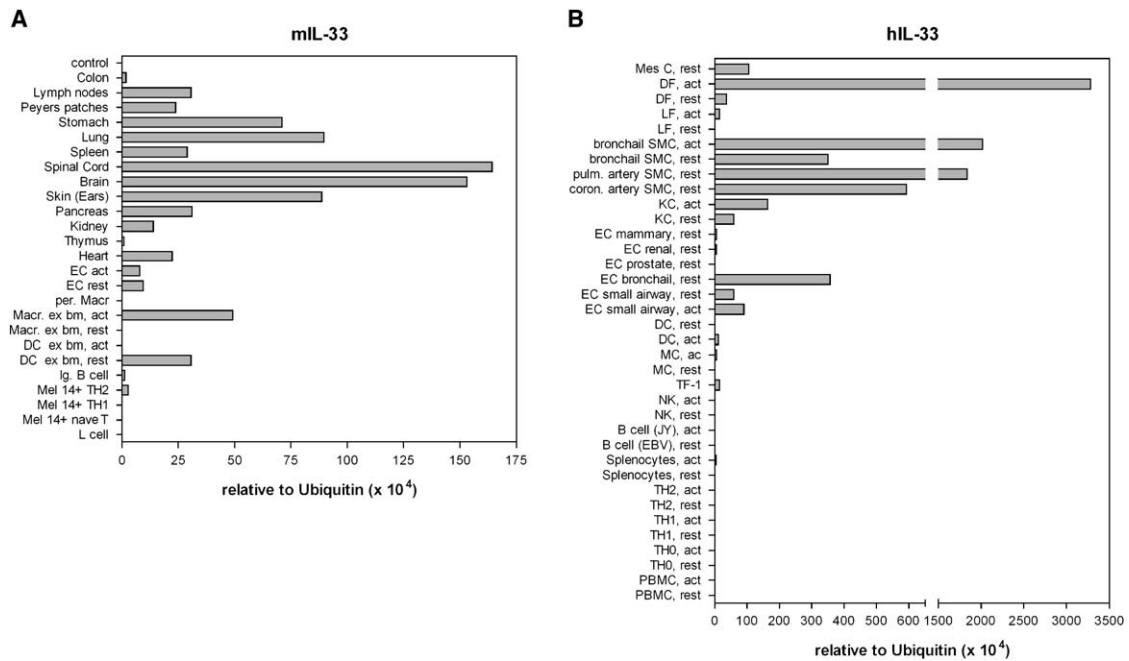 A
mIL-33
control
Colon
Lymph nodes
Peyers patches
Stomach
Lung
Spleen
Spinal Cord
Brain
Skin (Ears)
Pancreas
Kidney
Thymus
Heart
EC act
EC rest
per. Macr
Macr. ex bm, act
Macr. ex bm, rest
DC ex bm, act
DC ex bm, rest
Ig. B cell
Mel 14+ TH2
Mel 14+ TH1
Mel 14+ nave T
L cell
0 25 50 75 100 125 150 175
relative to Ubiquitin (x 10⁴)
B
hIL-33
Mes C, rest
DF, act
DF, rest
LF, act
LF, rest
bronchail SMC, act
bronchail SMC, rest
pulm. artery SMC, rest
coron. artery SMC, rest
KC, act
KC, rest
EC mammary, rest
EC renal, rest
EC prostate, rest
EC bronchail, rest
EC small airway, rest
EC small airway, act
DC, rest
DC, act
MC, ac
MC, rest
TF-1
NK, act
NK, rest
B cell (JY), act
B cell (EBV), rest
Splenocytes, act
Splenocytes, rest
TH2, act
TH2, rest
TH1, act
TH1, rest
TH0, act
TH0, rest
PBMC, act
PBMC, rest
0 100 200 300 400 500 600 1500 2000 2500 3000 3500
relative to Ubiquitin (x 10⁴)